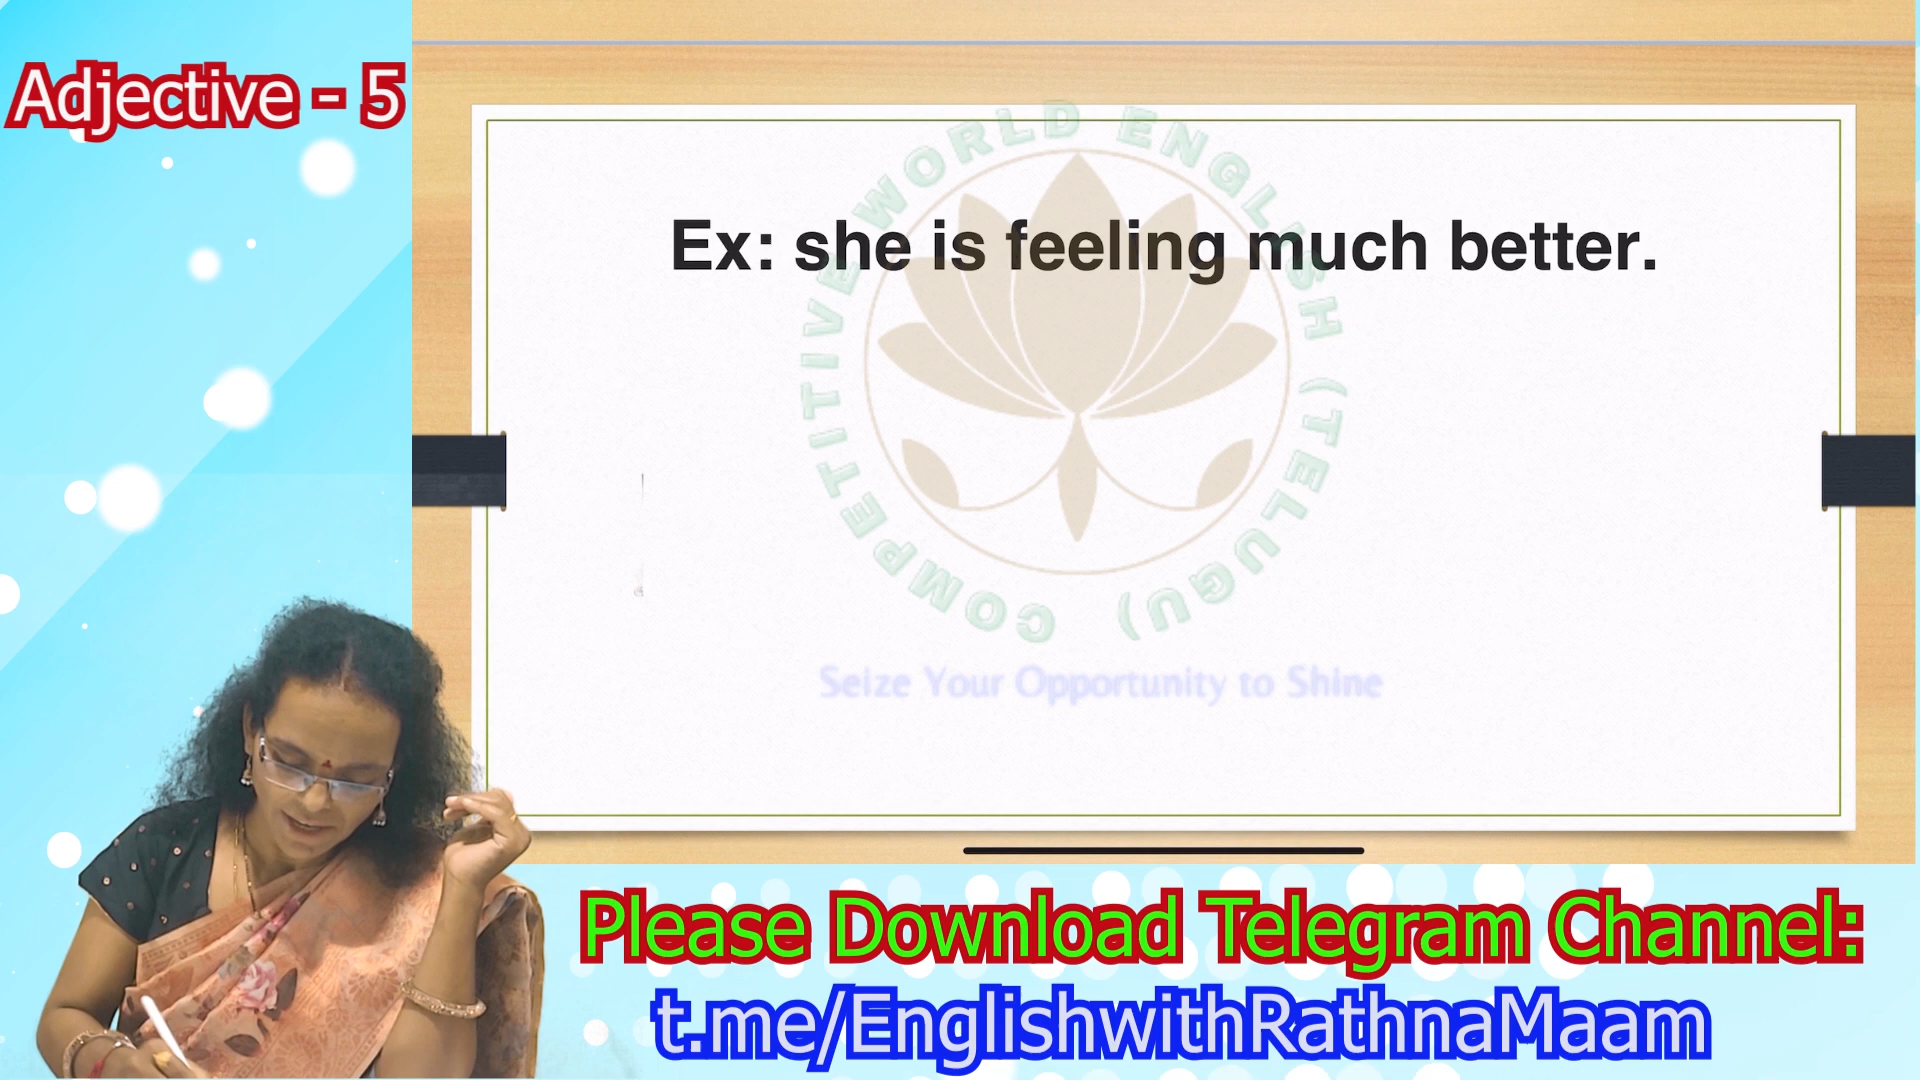 Adjective - 5
COMPETITIVE WORLD ENGLISH (TELUGU)
Ex: she is feeling much better.
Seize Your Opportunity to Shine
Please Download Telegram Channel:
t.me/EnglishwithRathnaMaam